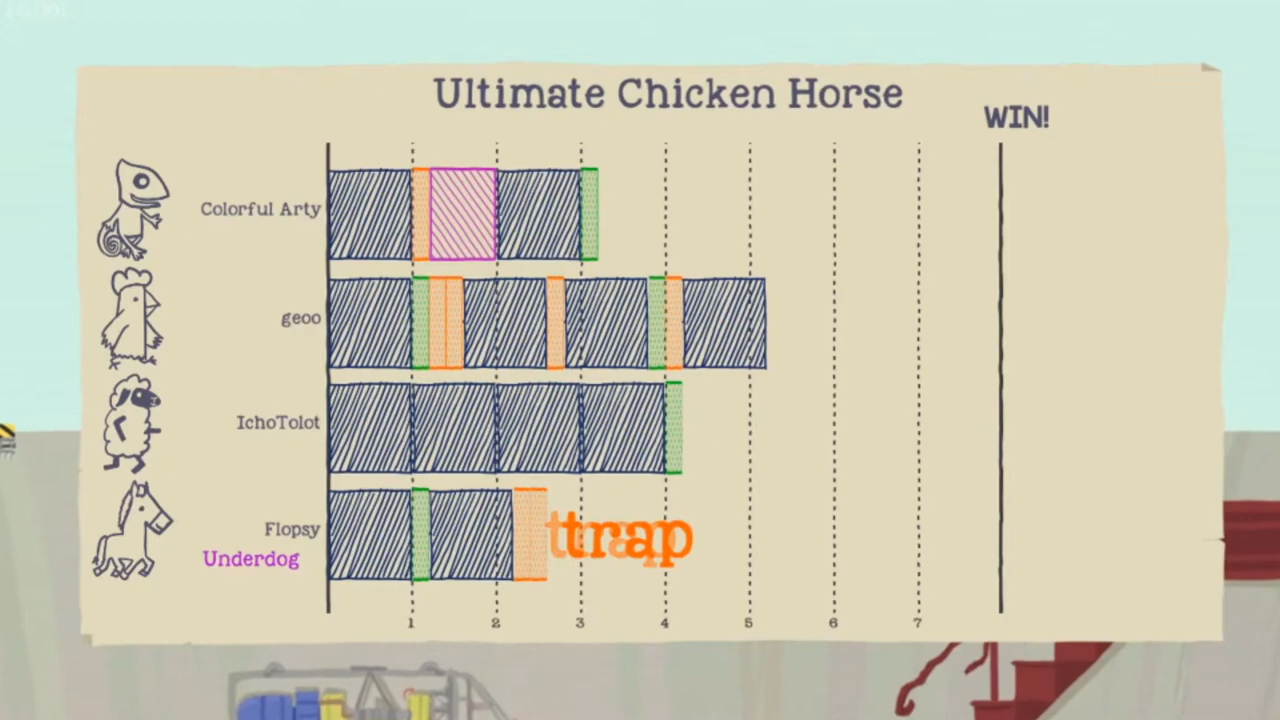 Ultimate Chicken Horse
WIN!
Colorful Arty
geoo
IchoTolot
Flopsy
Underdog
trap
1 2 3 4 5 6 7